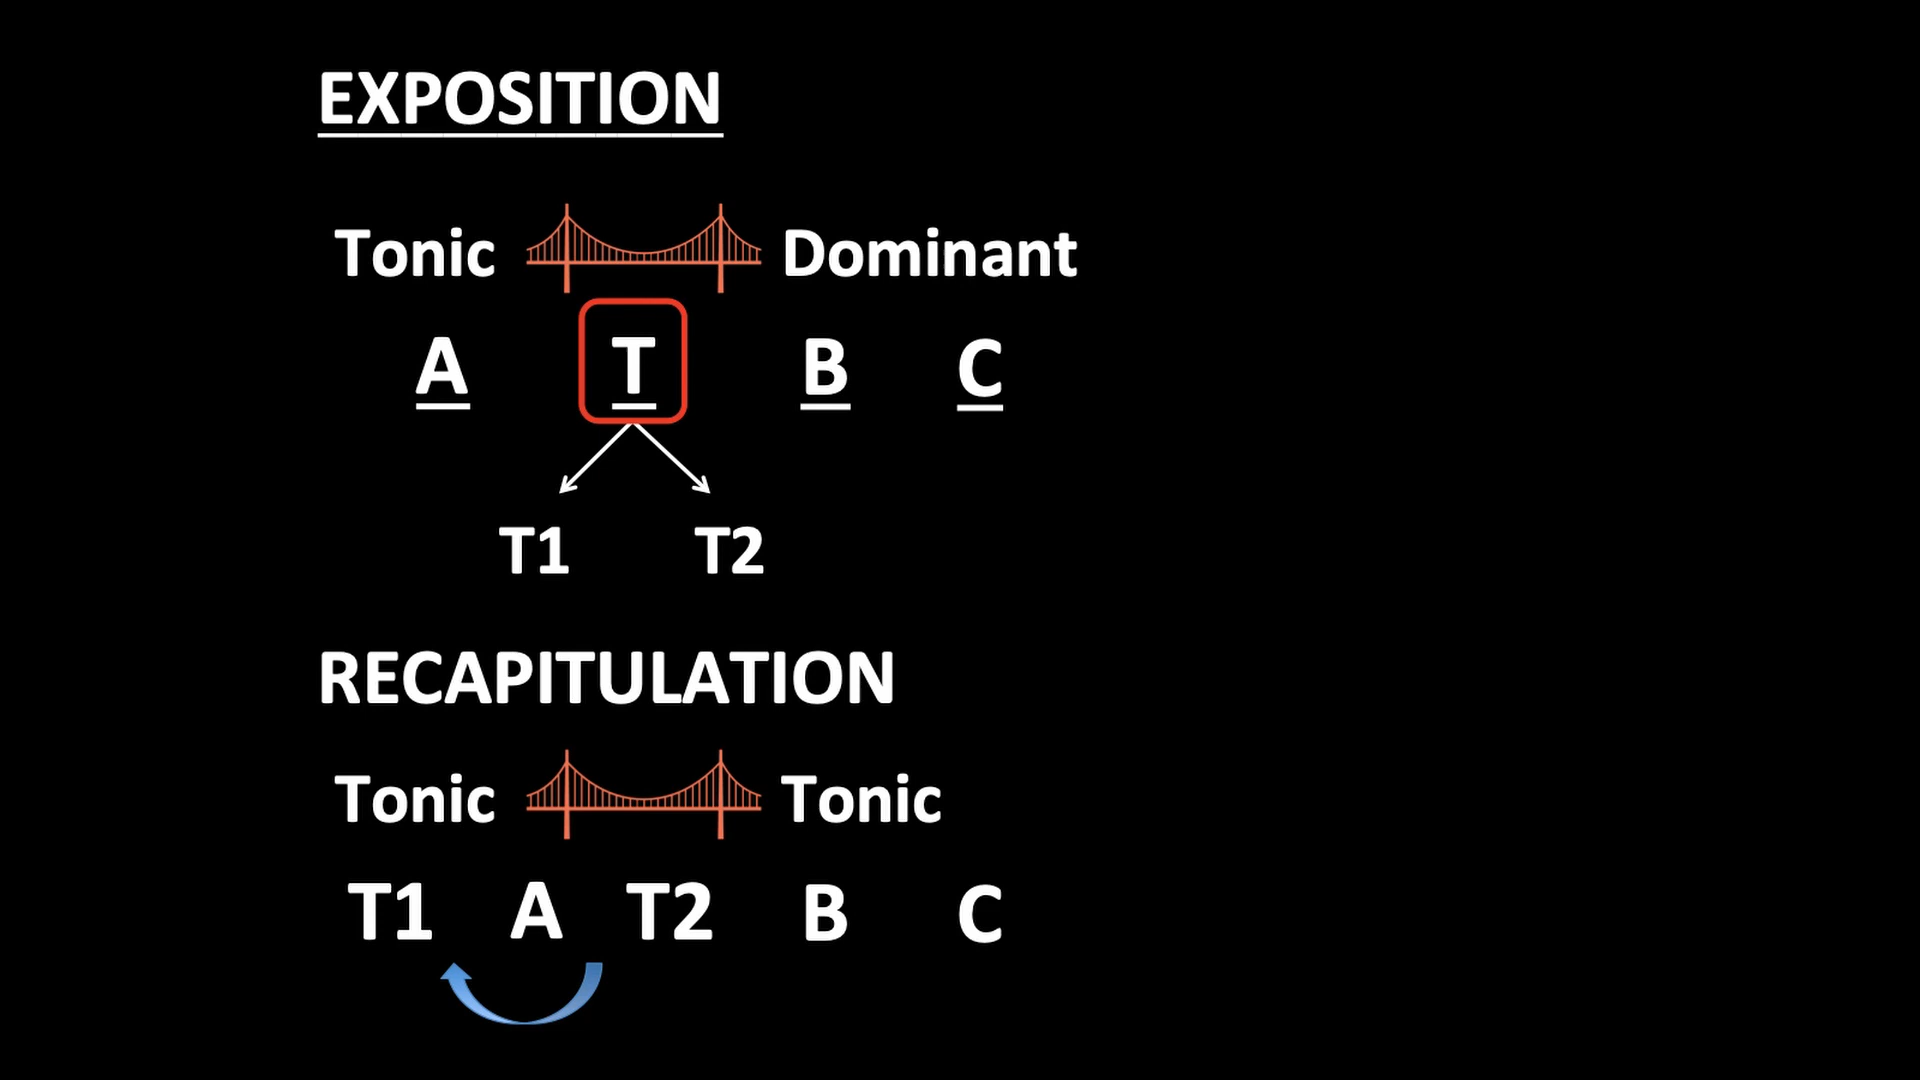 EXPOSITION
Tonic Dominant
A T B C
T1 T2
RECAPITULATION
Tonic Tonic
T1 A T2 B C